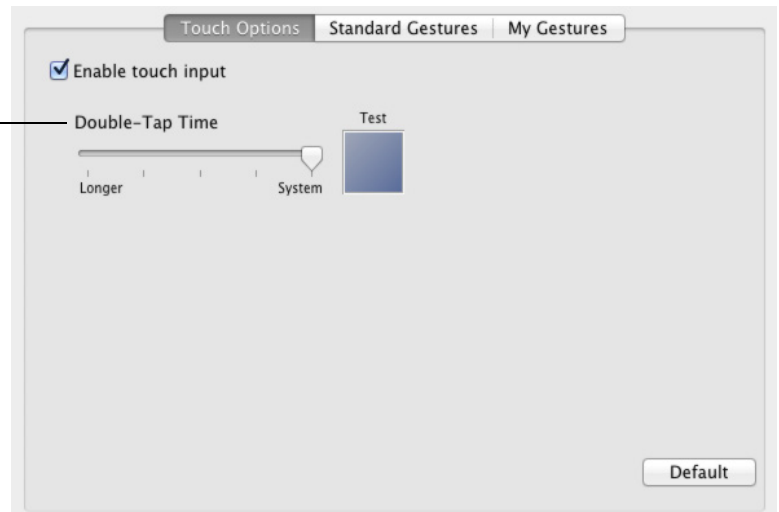 Touch Options Standard Gestures My Gestures
Enable touch input
Double-Tap Time
Test
Longer System
Default